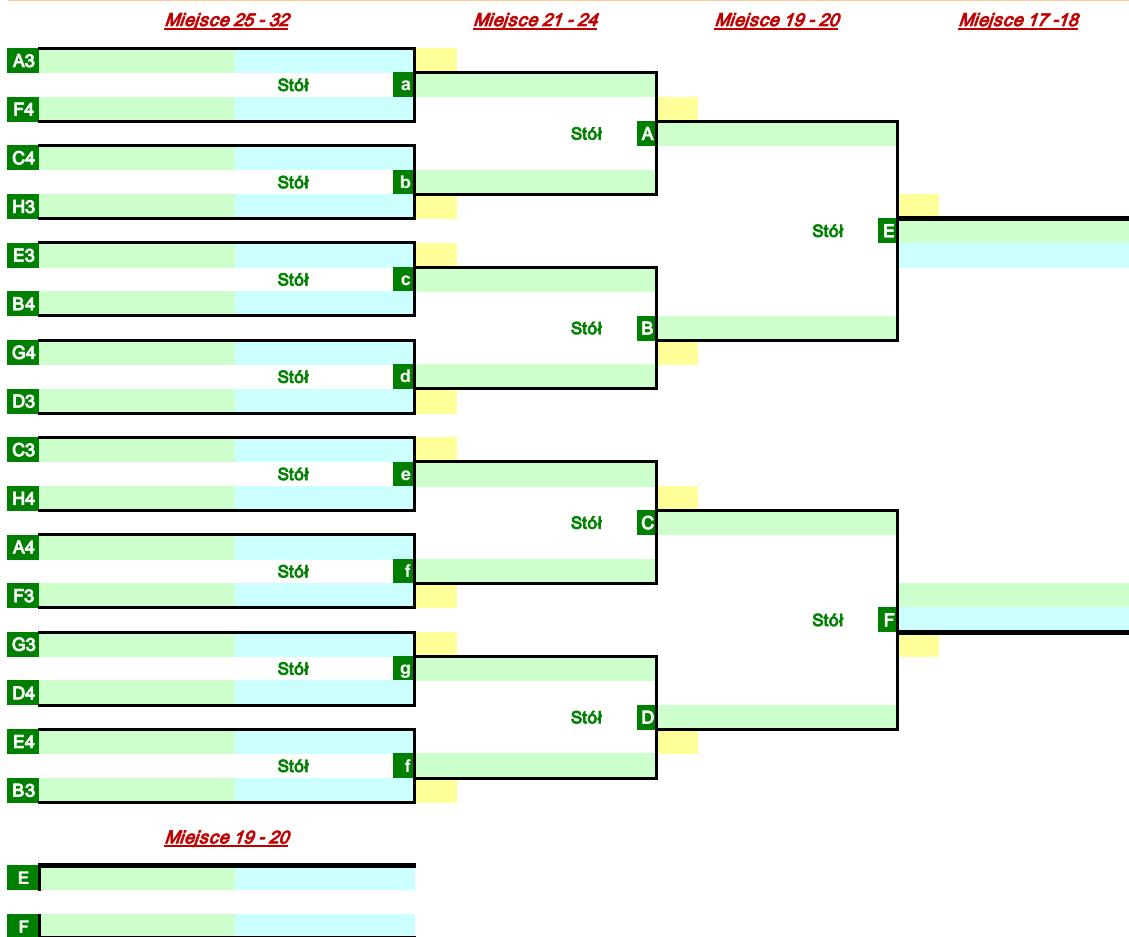 Miejsce 25 - 32 Miejsce 21 - 24 Miejsce 19 - 20 Miejsce 17 -18
A3
Stół a
F4
Stół A
C4
Stół b
H3
Stół E
E3
Stół c
B4
Stół B
G4
Stół d
D3
C3
Stół e
H4
Stół C
A4
Stół f
F3
Stół F
G3
Stół g
D4
Stół D
E4
Stół f
B3
Miejsce 19 - 20
E
F